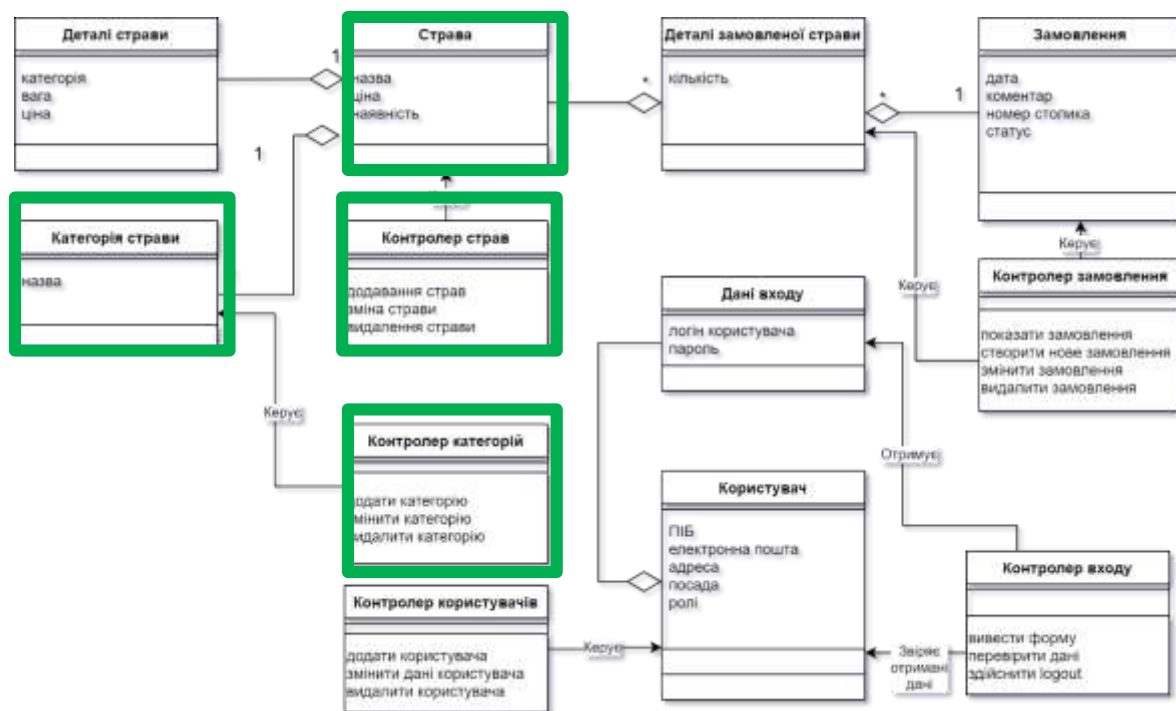 Деталі страви
категорія
вага
ціна
1
1
Страва
назва
ціна
наявність
*
Деталі замовленої страви
кількість
*
1
Замовлення
дата
коментар
номер столика
статус
Категорія страви
назва
Контролер страв
додавання страв
зміна страви
видалення страви
Керує
Дані входу
логін користувача
пароль
Керує
Контролер замовлення
показати замовлення
створити нове замовлення
змінити замовлення
видалити замовлення
Керує
Контролер категорій
додати категорію
змінити категорію
видалити категорію
Отримує
Користувач
ПІБ
електронна пошта
адреса
посада
ролі
Контролер входу
вивести форму
перевірити дані
здійснити logout
Контролер користувачів
додати користувача
змінити дані користувача
видалити користувача
Керує
Звіряє
отримані
дані